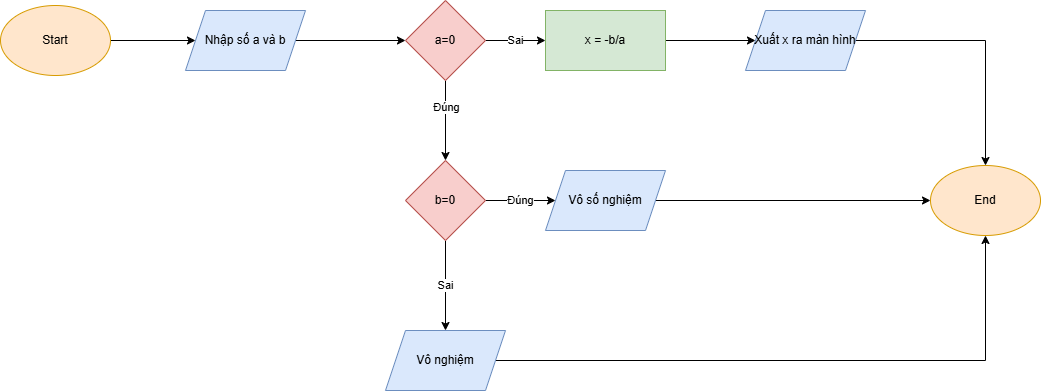 Start
Nhập số a và b
a=0
Sai
x = -b/a
Xuất x ra màn hình
Đúng
b=0
Đúng
Vô số nghiệm
End
Sai
Vô nghiệm